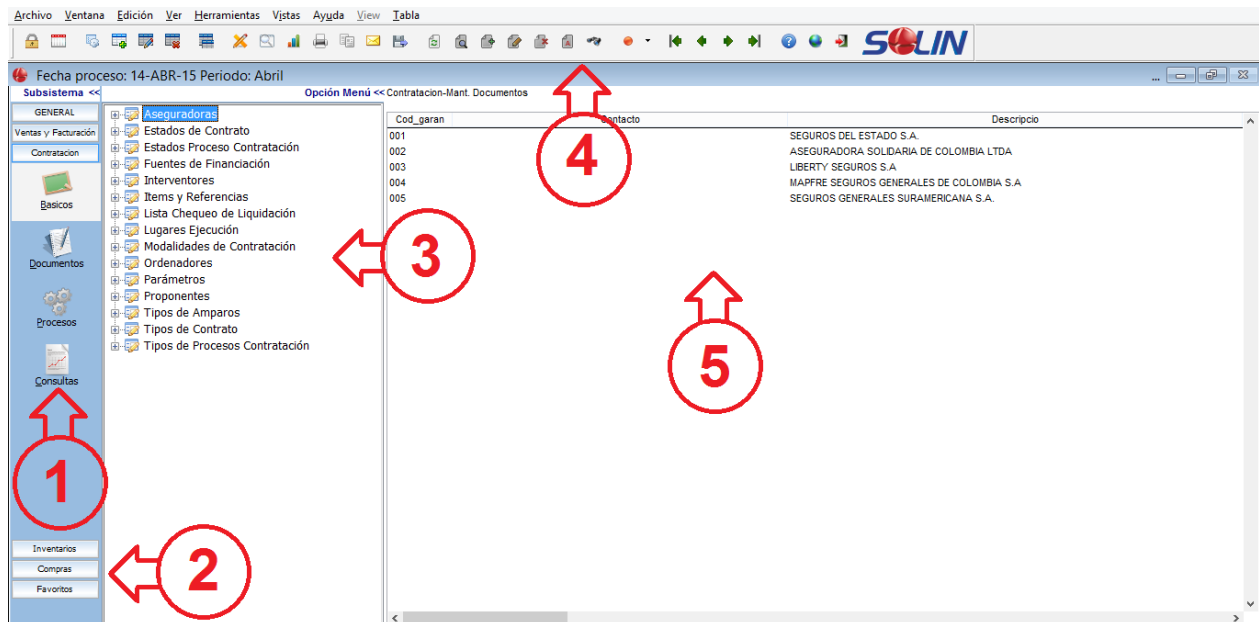 Archivo Ventana Edición Ver Herramientas Vistas Ayuda View Tabla
SOLIN
Fecha proceso: 14-ABR-15 Periodo: Abril
Subsistema <<
Opción Menú <<
Contratacion-Mant. Documentos
GENERAL
Ventas y Facturación
Contratacion
Basicos
Documentos
Procesos
Consultas
1
Inventarios
Compras
Favoritos
2
Aseguradoras
Estados de Contrato
Estados Proceso Contratación
Fuentes de Financiación
Interventores
Items y Referencias
Lista Chequeo de Liquidación
Lugares Ejecución
Modalidades de Contratación
Ordenadores
Parámetros
Proponentes
Tipos de Amparos
Tipos de Contrato
Tipos de Procesos Contratación
3
4
Cod_garan Contacto Descripcio
001 SEGUROS DEL ESTADO S.A.
002 ASEGURADORA SOLIDARIA DE COLOMBIA LTDA
003 LIBERTY SEGUROS S.A
004 MAPFRE SEGUROS GENERALES DE COLOMBIA S.A
005 SEGUROS GENERALES SURAMERICANA S.A.
5